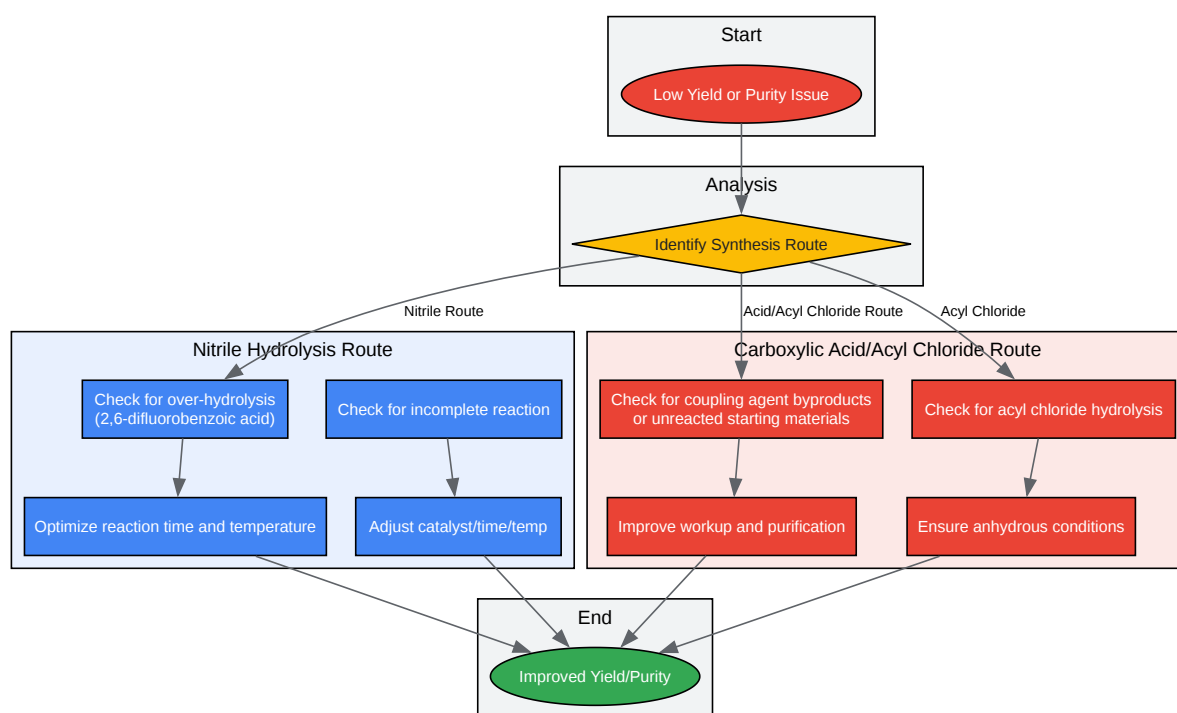 Start
Low Yield or Purity Issue
Analysis
Identify Synthesis Route
Nitrile Route
Acid/Acyl Chloride Route
Acyl Chloride
Nitrile Hydrolysis Route
Carboxylic Acid/Acyl Chloride Route
Check for over-hydrolysis
(2,6-difluorobenzoic acid)
Check for incomplete reaction
Check for coupling agent byproducts
or unreacted starting materials
Check for acyl chloride hydrolysis
Optimize reaction time and temperature
Adjust catalyst/time/temp
Improve workup and purification
Ensure anhydrous conditions
End
Improved Yield/Purity